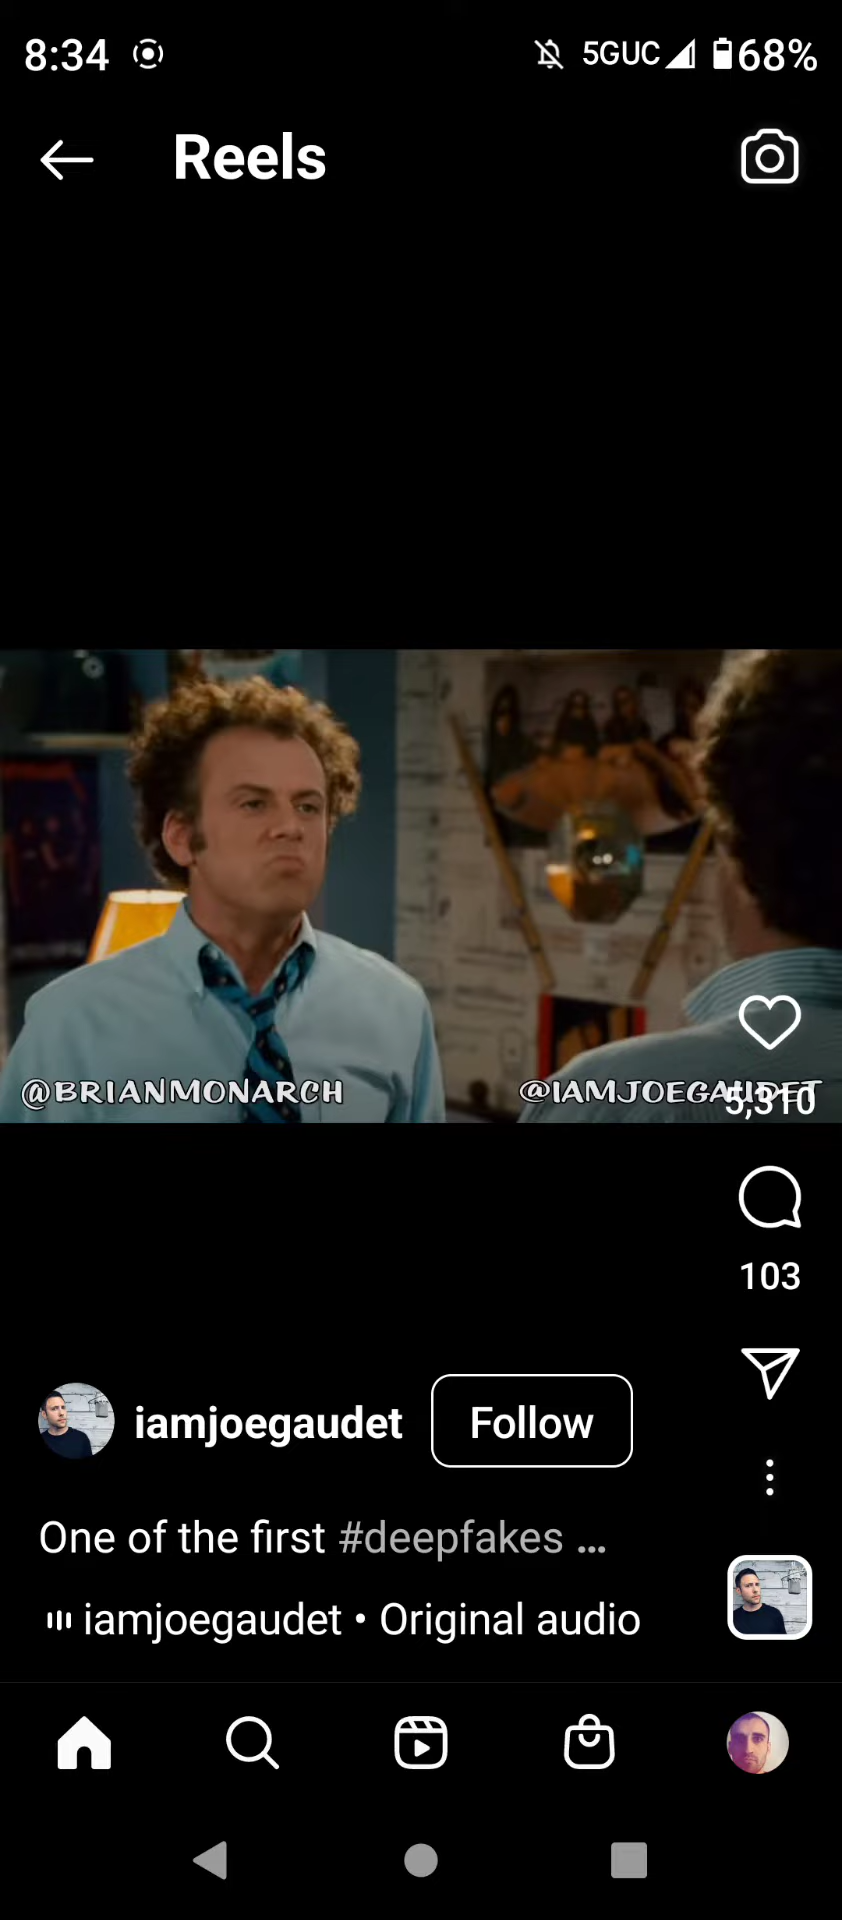 8:34 5GUC 68%
Reels
@BRIANMONARCH @IAMJOEGAUDET
5,310
103
iamjoegaudet Follow
One of the first #deepfakes ...
iamjoegaudet • Original audio